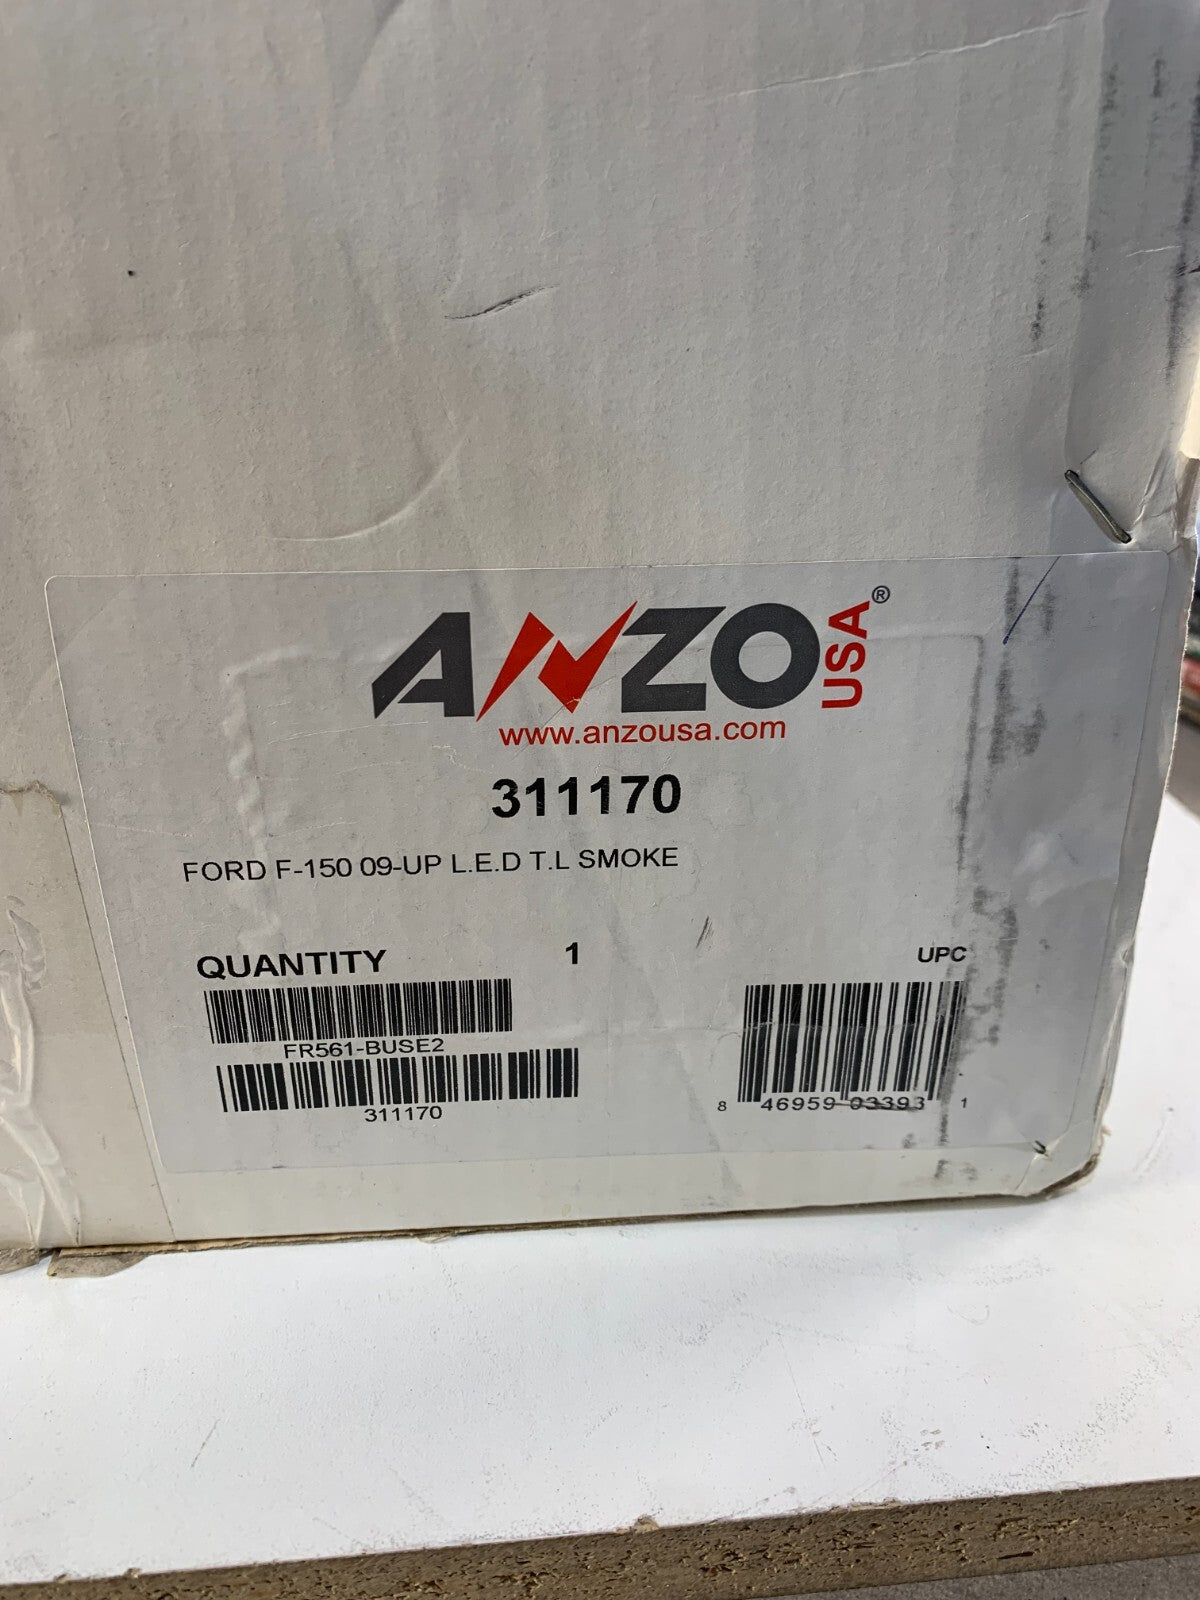 ANZO USA®
www.anzousa.com
311170
FORD F-150 09-UP L.E.D T.L SMOKE
QUANTITY 1 UPC
FR561-BUSE2
311170
8 46959 03393 1